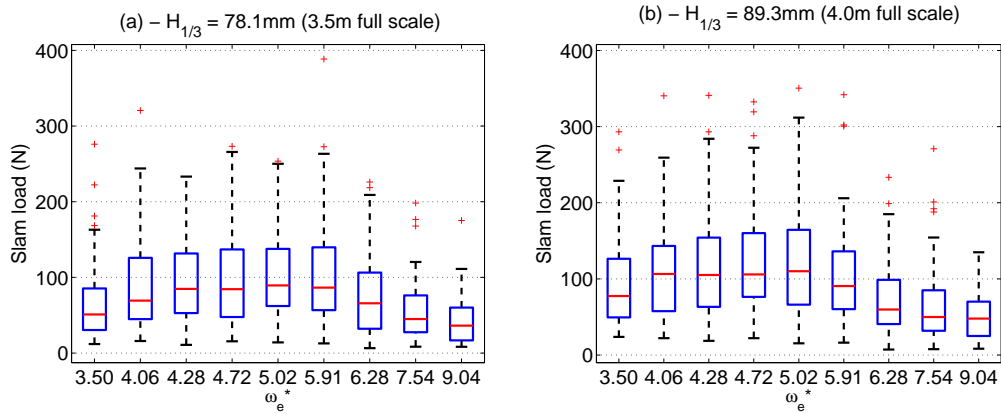 (a) − H1/3 = 78.1mm (3.5m full scale)
400
300
200
100
0
Slam load (N)
3.50 4.06 4.28 4.72 5.02 5.91 6.28 7.54 9.04
ωe*
(b) − H1/3 = 89.3mm (4.0m full scale)
400
300
200
100
0
Slam load (N)
3.50 4.06 4.28 4.72 5.02 5.91 6.28 7.54 9.04
ωe*